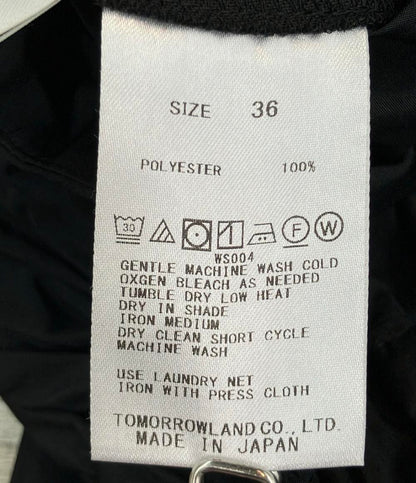 SIZE 36
POLYESTER 100%
30 F W
WS004
GENTLE MACHINE WASH COLD
OXGEN BLEACH AS NEEDED
TUMBLE DRY LOW HEAT
DRY IN SHADE
IRON MEDIUM
DRY CLEAN SHORT CYCLE
MACHINE WASH
USE LAUNDRY NET
IRON WITH PRESS CLOTH
TOMORROWLAND CO., LTD.
MADE IN JAPAN